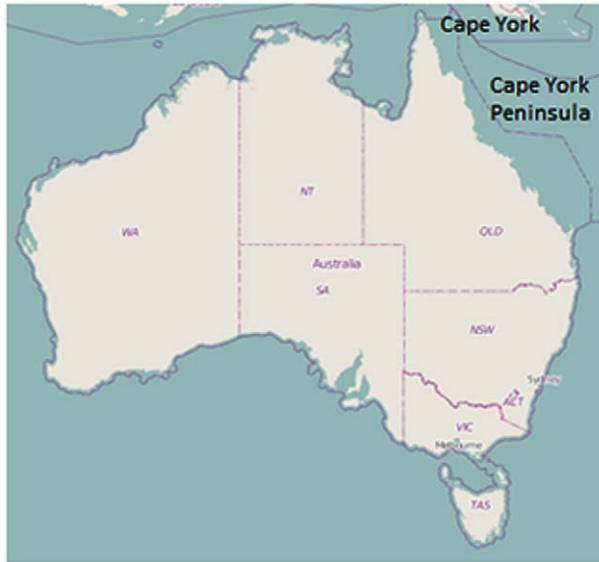 Cape York
Cape York
Peninsula
NT
WA
QLD
Australia
SA
NSW
Sydney
ACT
VIC
Melbourne
TAS